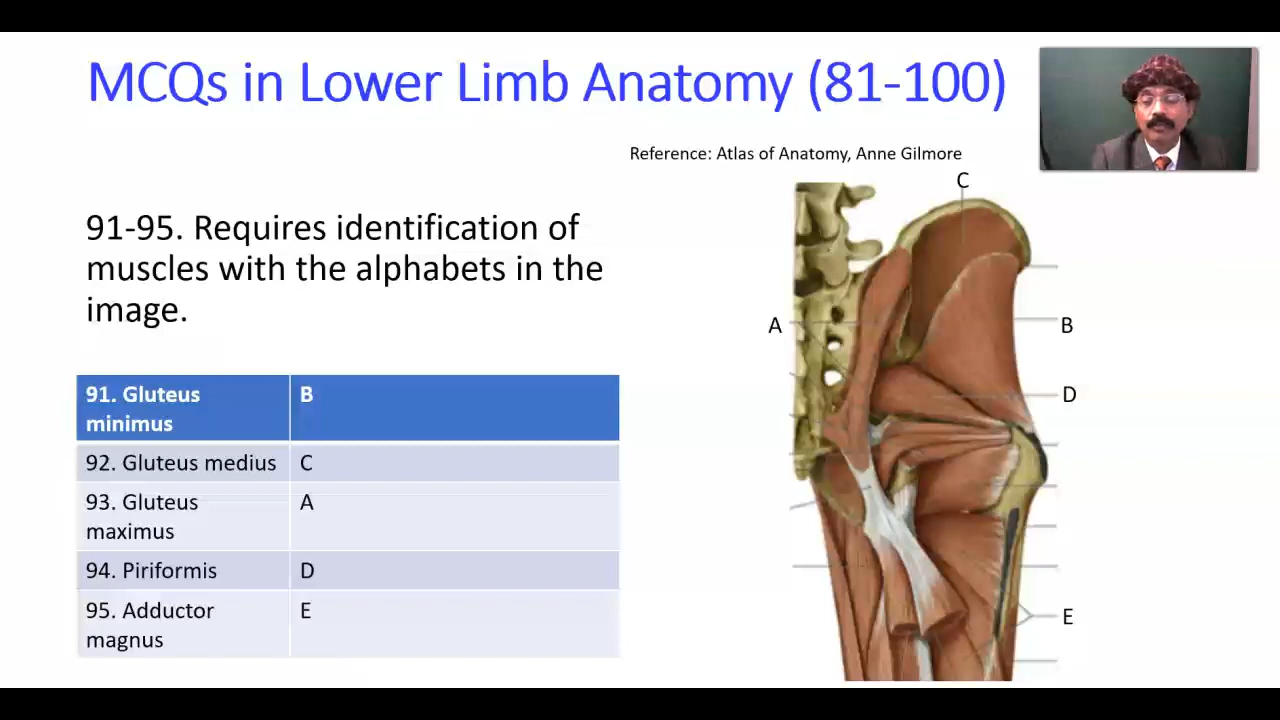 MCQs in Lower Limb Anatomy (81-100)
Reference: Atlas of Anatomy, Anne Gilmore
91-95. Requires identification of
muscles with the alphabets in the
image.
91. Gluteus
minimus
B
92. Gluteus medius
C
93. Gluteus
maximus
A
94. Piriformis
D
95. Adductor
magnus
E
C
A
B
D
E